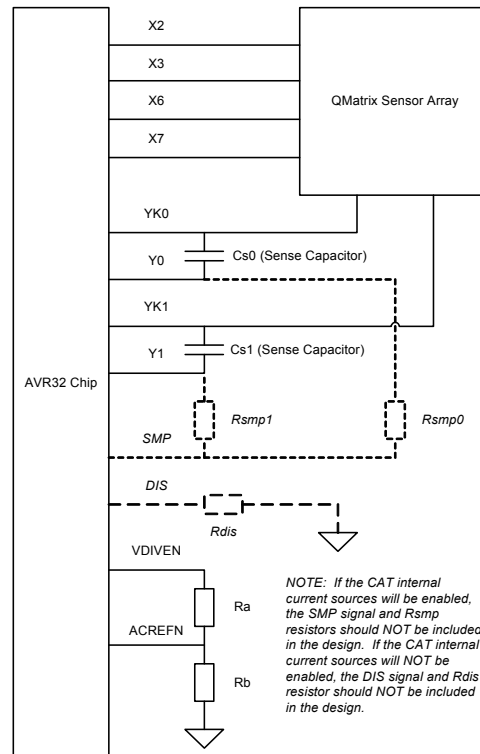 X2
X3
X6
X7
QMatrix Sensor Array
YK0
Y0
Cs0 (Sense Capacitor)
YK1
Y1
Cs1 (Sense Capacitor)
AVR32 Chip
SMP
Rsmp1
Rsmp0
DIS
Rdis
VDIVEN
Ra
ACREFN
Rb
NOTE: If the CAT internal
current sources will be enabled,
the SMP signal and Rsmp
resistors should NOT be included
in the design. If the CAT internal
current sources will NOT be
enabled, the DIS signal and Rdis
resistor should NOT be included
in the design.